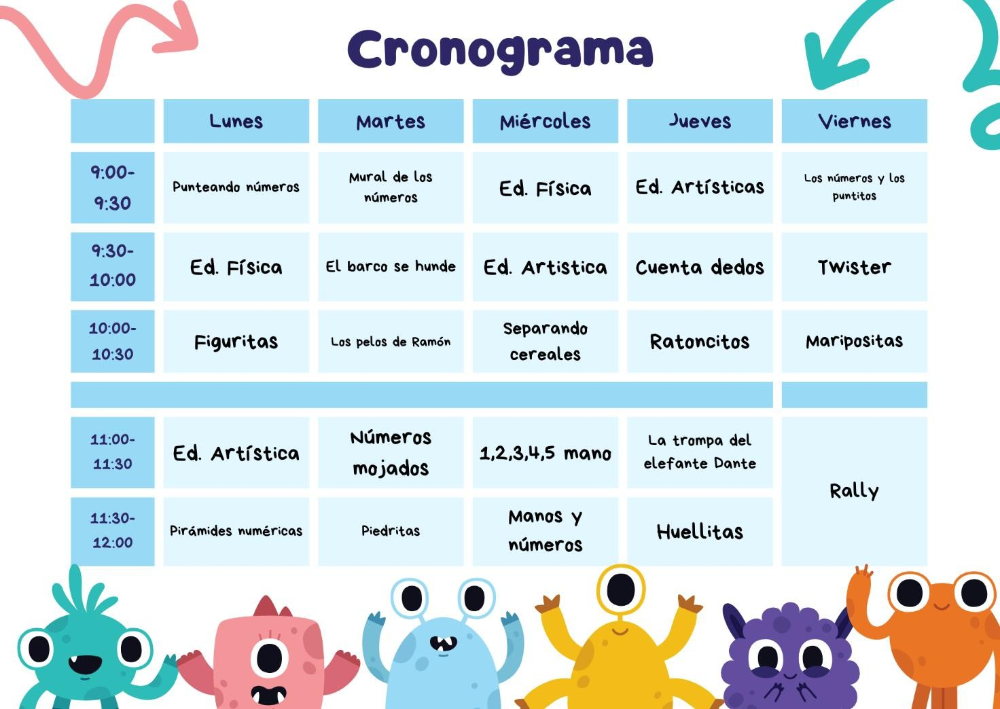 Cronograma
Lunes
Martes
Miércoles
Jueves
Viernes
9:00-
9:30
Punteando números
Mural de los
números
Ed. Física
Ed. Artísticas
Los números y los
puntitos
9:30-
10:00
Ed. Física
El barco se hunde
Ed. Artistica
Cuenta dedos
Twister
10:00-
10:30
Figuritas
Los pelos de Ramón
Separando
cereales
Ratoncitos
Maripositas
11:00-
11:30
Ed. Artística
Números
mojados
1,2,3,4,5 mano
La trompa del
elefante Dante
Rally
11:30-
12:00
Pirámides numéricas
Piedritas
Manos y
números
Huellitas